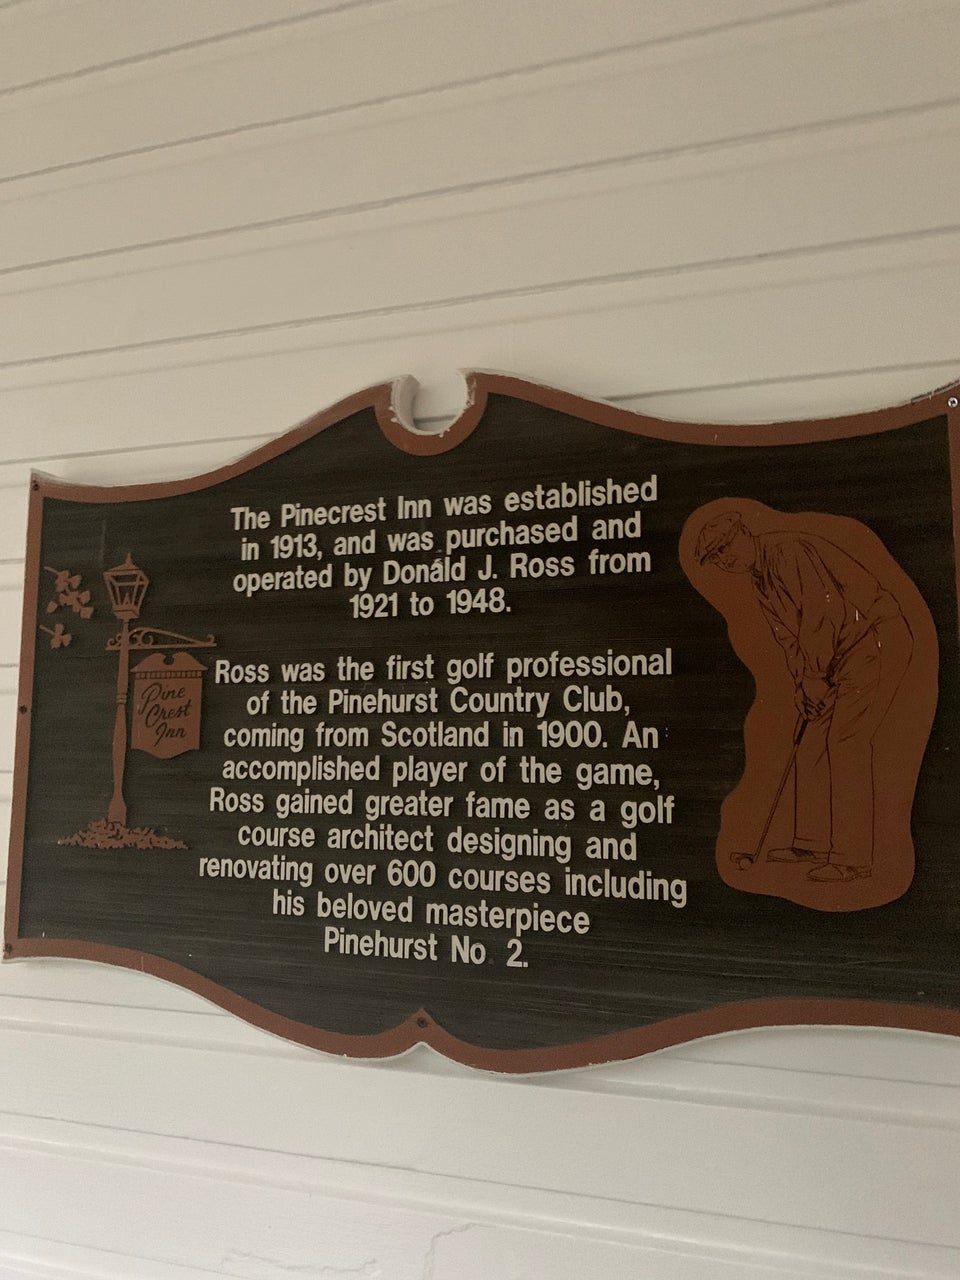 The Pinecrest Inn was established
in 1913, and was purchased and
operated by Donald J. Ross from
1921 to 1948.
Ross was the first golf professional
of the Pinehurst Country Club,
coming from Scotland in 1900. An
accomplished player of the game,
Ross gained greater fame as a golf
course architect designing and
renovating over 600 courses including
his beloved masterpiece
Pinehurst No 2.
Pine
Crest
Inn